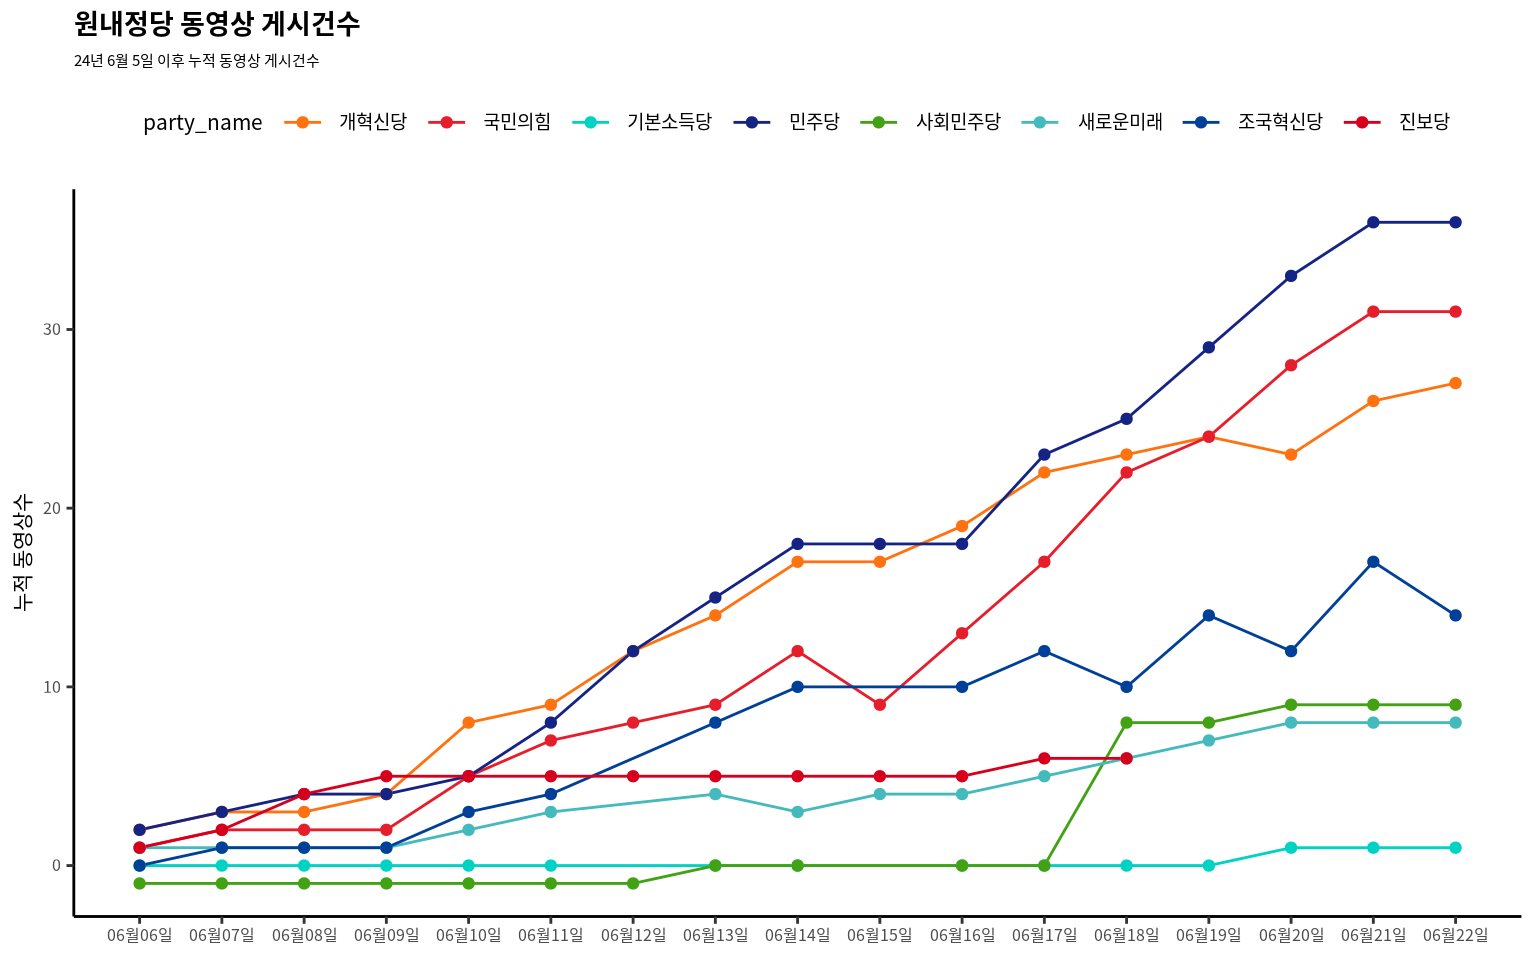 원내정당 동영상 게시건수
24년 6월 5일 이후 누적 동영상 게시건수
party_name 개혁신당 국민의힘 기본소득당 민주당 사회민주당 새로운미래 조국혁신당 진보당
누적 동영상수
30
20
10
0
06월06일 06월07일 06월08일 06월09일 06월10일 06월11일 06월12일 06월13일 06월14일 06월15일 06월16일 06월17일 06월18일 06월19일 06월20일 06월21일 06월22일